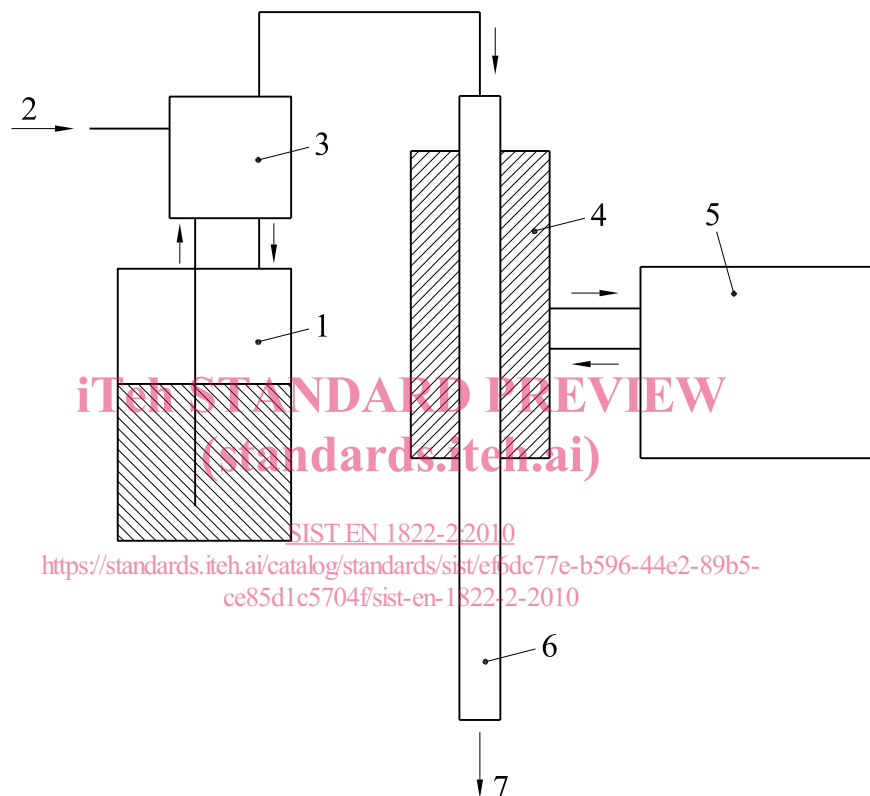 2
3
4
5
1
iTeh STANDARD PREVIEW
(standards.iteh.ai)
SIST EN 1822-2:2010
https://standards.iteh.ai/catalog/standards/sist/ef6dc77e-b596-44e2-89b5-
ce85d1c5704f/sist-en-1822-2-2010
6
7